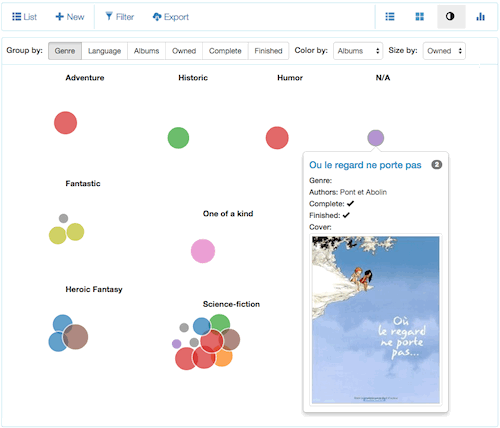 List New Filter Export
Group by: Genre Language Albums Owned Complete Finished Color by: Albums Size by: Owned
Adventure Historic Humor N/A
Ou le regard ne porte pas 2
Genre:
Authors: Pont et Abolin
Complete: ✔
Finished: ✔
Cover:
Où
le regard
ne porte
pas...
Fantastic
One of a kind
Heroic Fantasy
Science-fiction